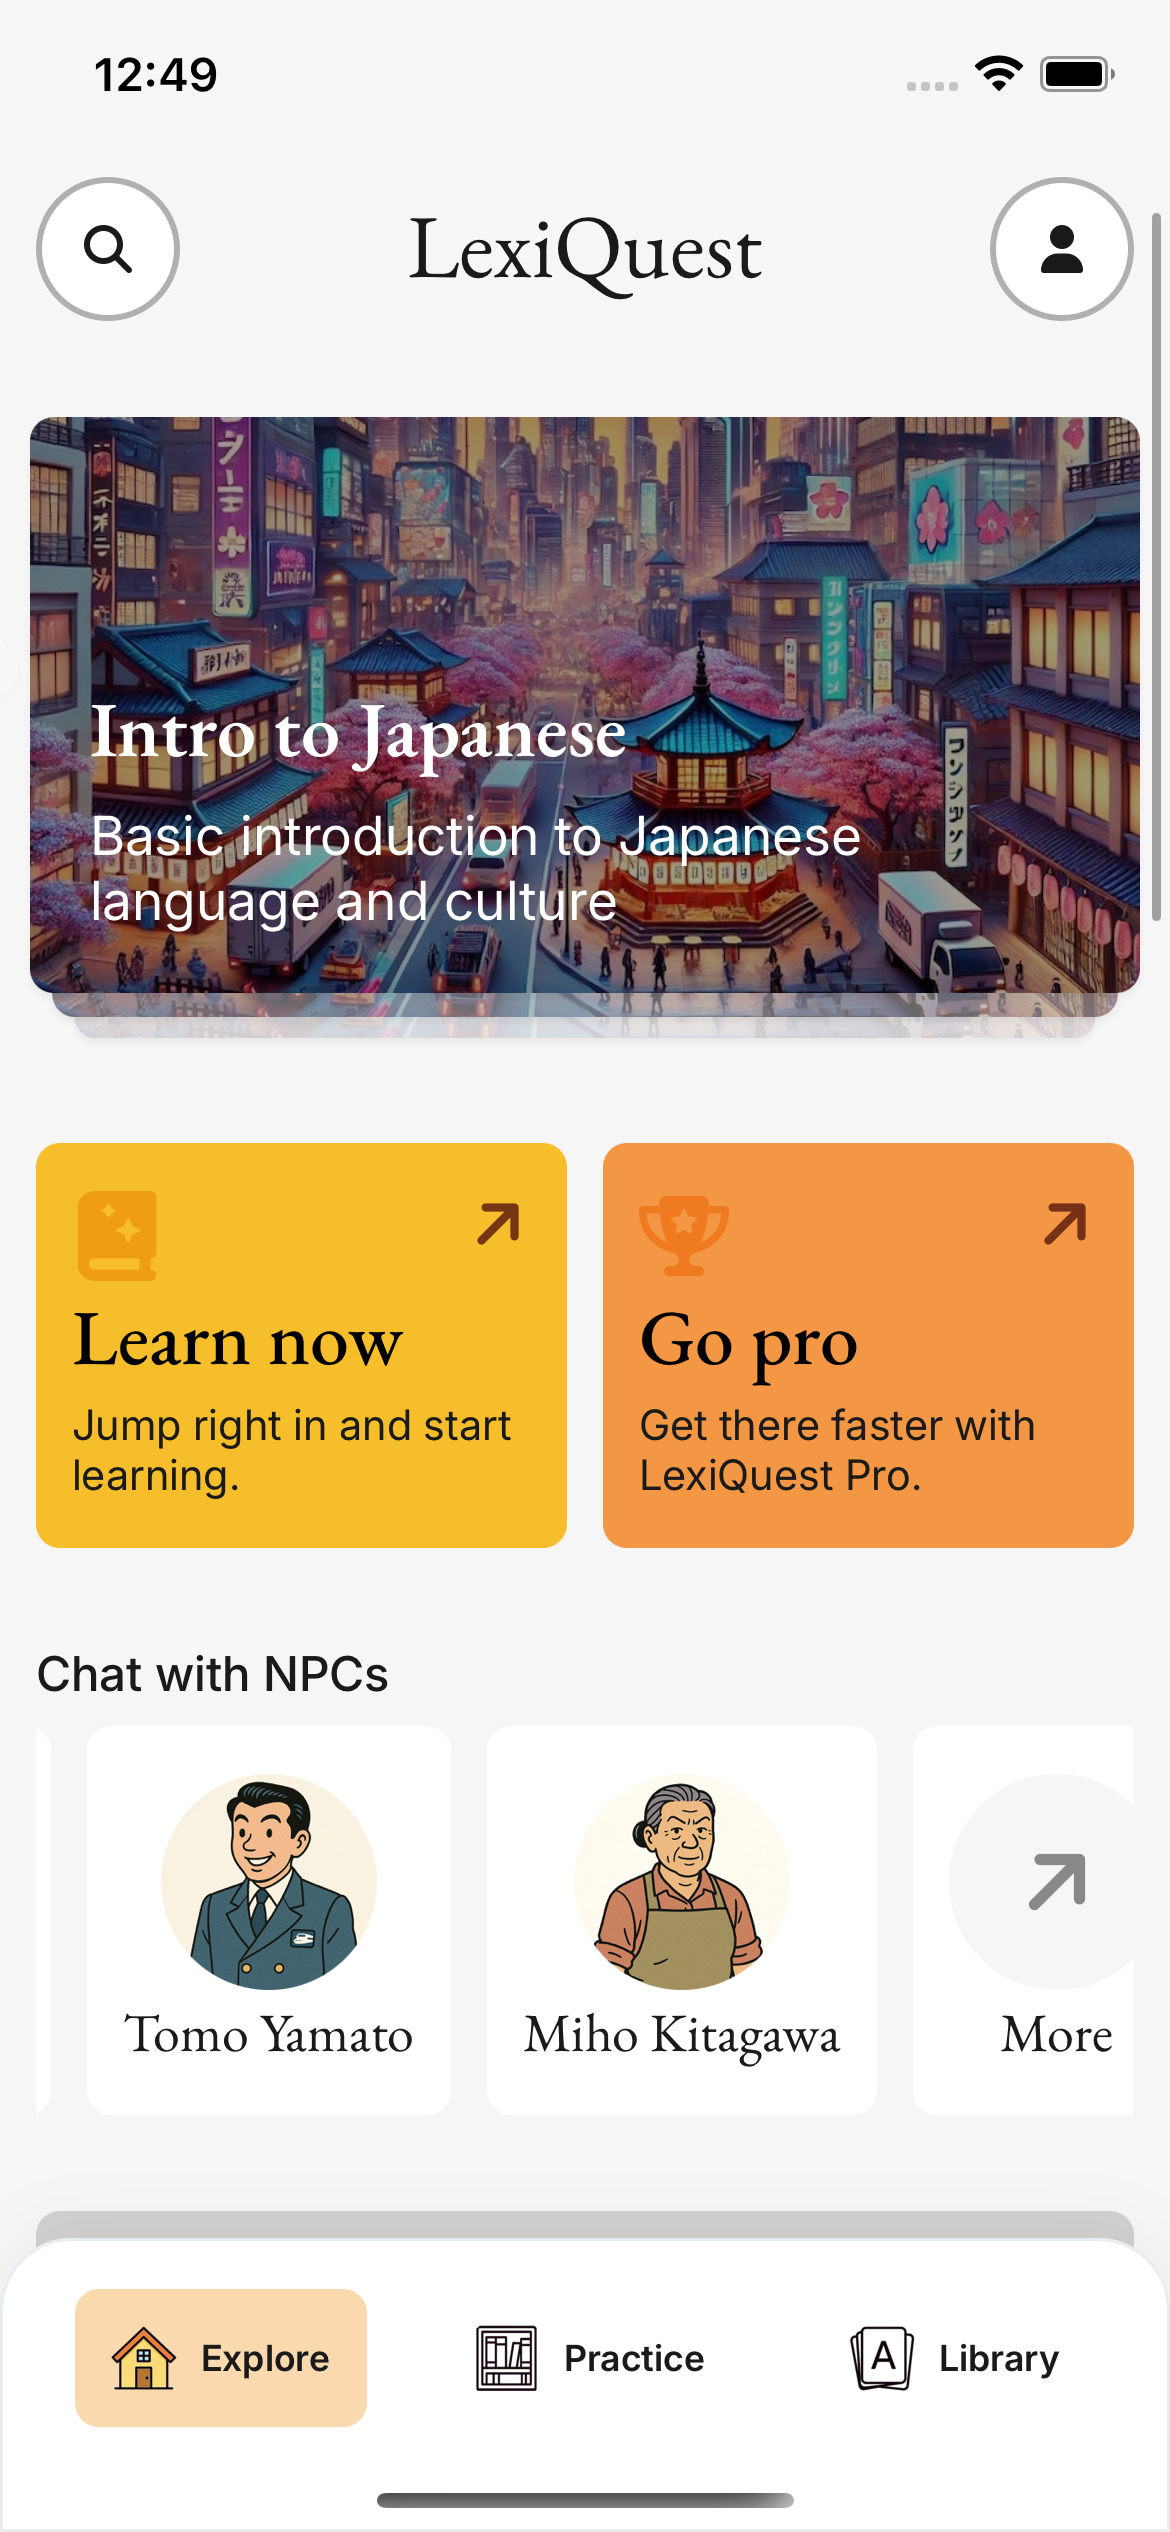 12:49
LexiQuest
Intro to Japanese
Basic introduction to Japanese
language and culture
Learn now
Jump right in and start
learning.
Go pro
Get there faster with
LexiQuest Pro.
Chat with NPCs
Tomo Yamato
Miho Kitagawa
More
Explore
Practice
A
Library